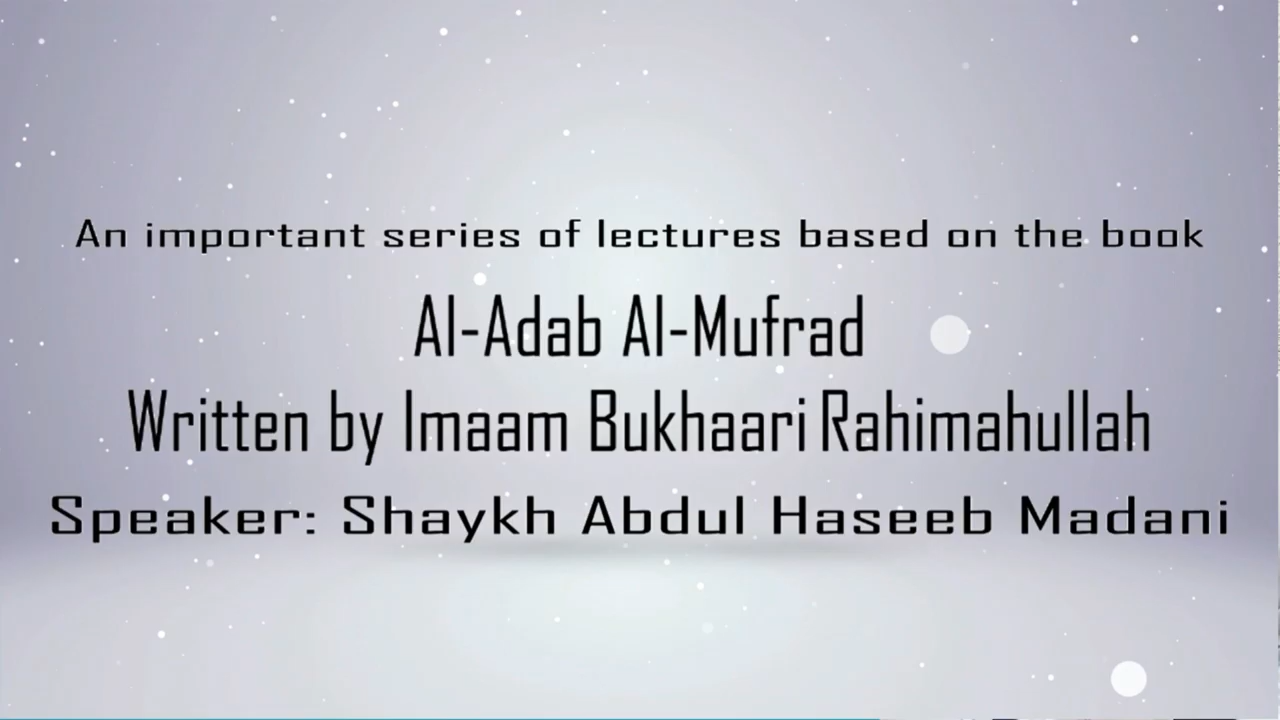 An important series of lectures based on the book
Al-Adab Al-Mufrad
Written by Imaam Bukhaari Rahimahullah
Speaker: Shaykh Abdul Haseeb Madani